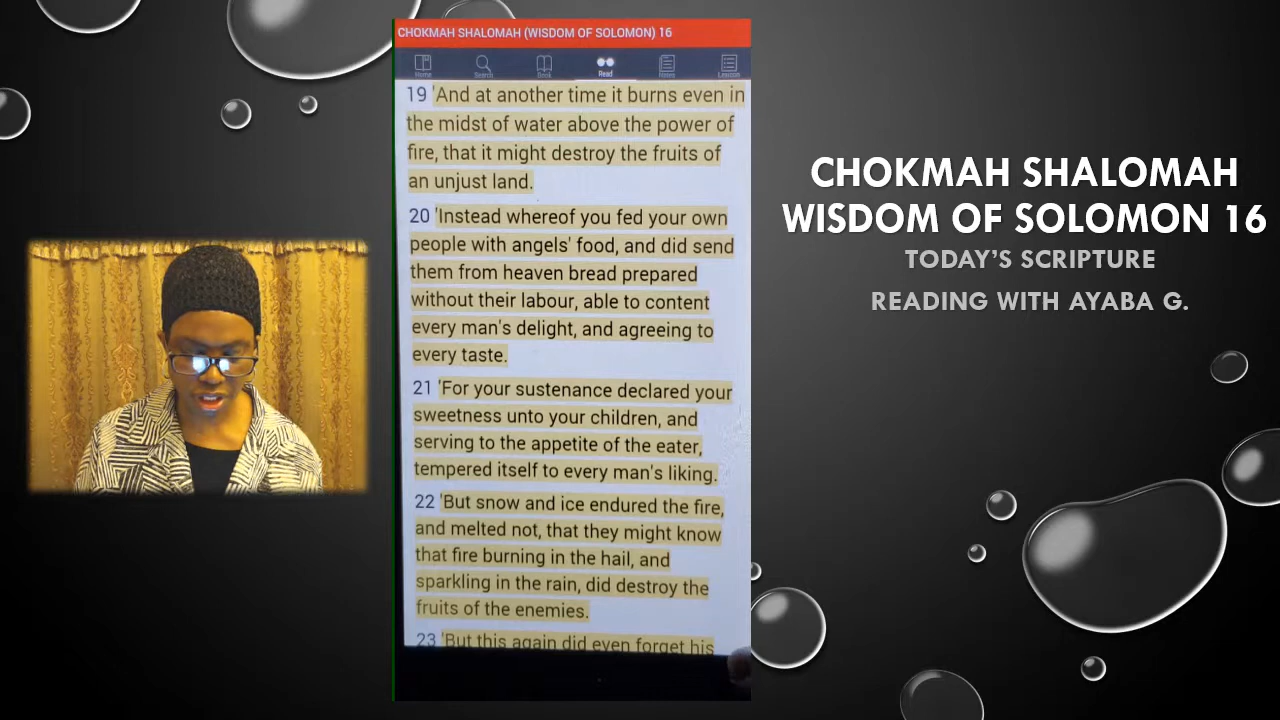 CHOKMAH SHALOMAH (WISDOM OF SOLOMON) 16
Home Search Book Read Notes Lessons
19 'And at another time it burns even in
the midst of water above the power of
fire, that it might destroy the fruits of
an unjust land.
20 'Instead whereof you fed your own
people with angels' food, and did send
them from heaven bread prepared
without their labour, able to content
every man's delight, and agreeing to
every taste.
21 'For your sustenance declared your
sweetness unto your children, and
serving to the appetite of the eater,
tempered itself to every man's liking.
22 'But snow and ice endured the fire,
and melted not, that they might know
that fire burning in the hail, and
sparkling in the rain, did destroy the
fruits of the enemies.
23 'But this again did even forget his
CHOKMAH SHALOMAH
WISDOM OF SOLOMON 16
TODAY'S SCRIPTURE
READING WITH AYABA G.